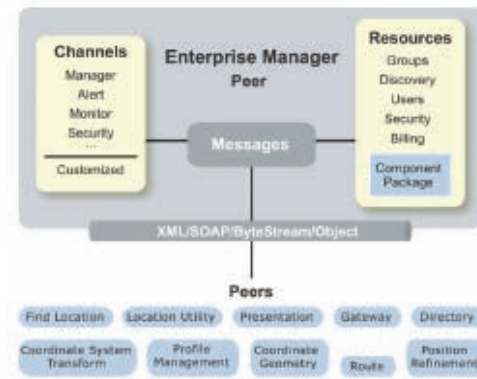 Channels
Manager
Alert
Monitor
Security
...
Customized
Enterprise Manager
Peer
Messages
Resources
Groups
Discovery
Users
Security
Billing
Component
Package
XML/SOAP/ByteStream/Object
Peers
Find Location
Location Utility
Presentation
Gateway
Directory
Coordinate System
Transform
Profile
Management
Coordinate
Geometry
Route
Position
Refinement